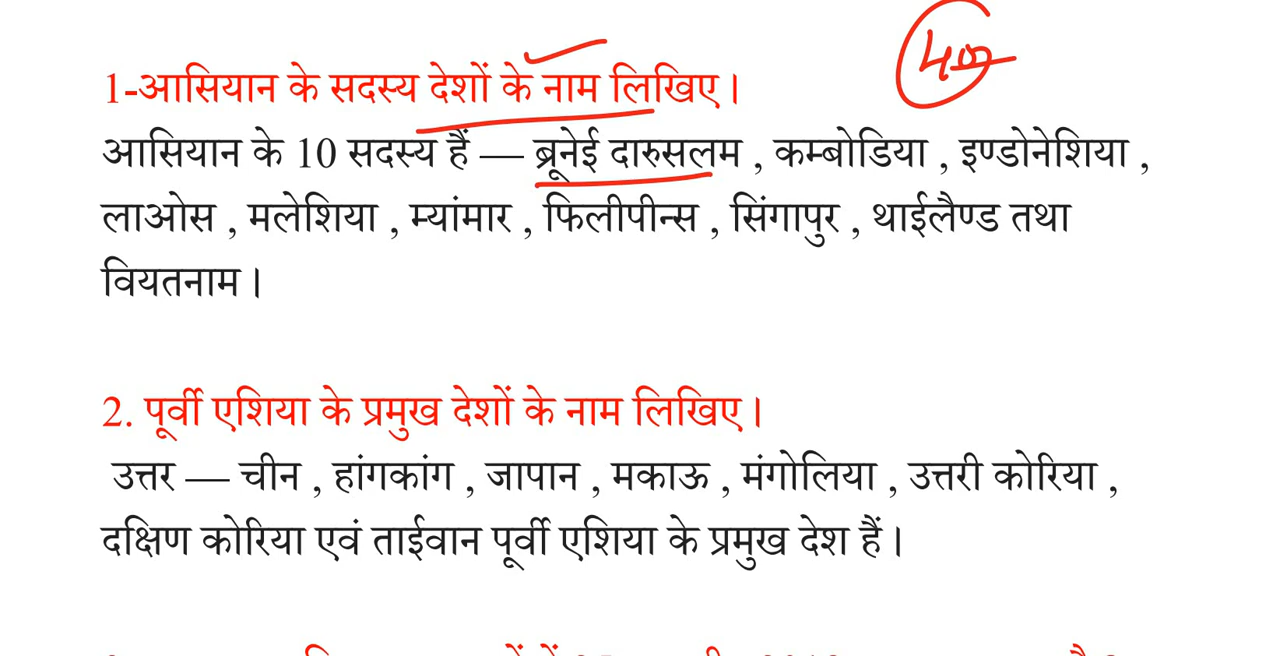 1-आसियान के सदस्य देशों के नाम लिखिए।
आसियान के 10 सदस्य हैं — ब्रूनेई दारुसलम , कम्बोडिया , इण्डोनेशिया ,
लाओस , मलेशिया , म्यांमार , फिलीपीन्स , सिंगापुर , थाईलैण्ड तथा
वियतनाम।
2. पूर्वी एशिया के प्रमुख देशों के नाम लिखिए।
उत्तर — चीन , हांगकांग , जापान , मकाऊ , मंगोलिया , उत्तरी कोरिया ,
दक्षिण कोरिया एवं ताईवान पूर्वी एशिया के प्रमुख देश हैं।